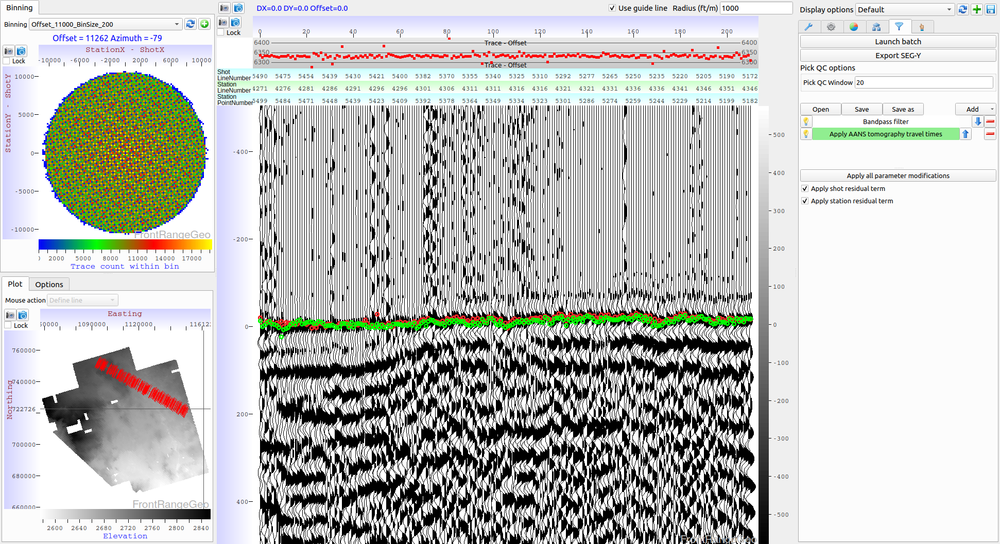 Binning
Binning Offset_11000_BinSize_200
Offset = 11262 Azimuth = -79
Lock
StationX - ShotX
-10000 -6000 -2000 2000 6000 10000
StationY - ShotY
10000
5000
0
-5000
-10000
FrontRangeGeo
2000 5000 8000 11000 14000 17000
Trace count within bin
Plot Options
Mouse action Define line
Lock
Easting
1090000 1120000
Northing
760000
740000
722726
700000
680000
660000
FrontRangeGeo
2600 2640 2680 2720 2760 2800 2840
Elevation
DX=0.0 DY=0.0 Offset=0.0
Use guide line Radius (ft/m) 1000
Lock
0 20 40 60 80 100 120 140 160 180 200
6400 Trace - Offset 6400
6350 6350
6300 Trace - Offset 6300
Shot
LineNumber 5490 5475 5454 5439 5430 5421 5400 5382 5370 5355 5340 5325 5310 5292 5277 5265 5250 5235 5220 5205 5190 5172
Station
LineNumber 4271 4276 4281 4286 4291 4296 4296 4301 4306 4311 4311 4316 4316 4321 4321 4331 4336 4336 4341 4346 4351 4346
Station
PointNumber 5499 5484 5471 5448 5439 5423 5409 5392 5378 5364 5349 5334 5323 5301 5286 5274 5259 5244 5229 5214 5199 5182
-400
-200
0
200
400
FrontRangeGeo
500
400
300
200
100
0
-100
-200
-300
-400
-500
Display options Default
Launch batch
Export SEG-Y
Pick QC options
Pick QC Window 20
Open Save Save as Add
Bandpass filter
Apply AANS tomography travel times
Apply all parameter modifications
Apply shot residual term
Apply station residual term